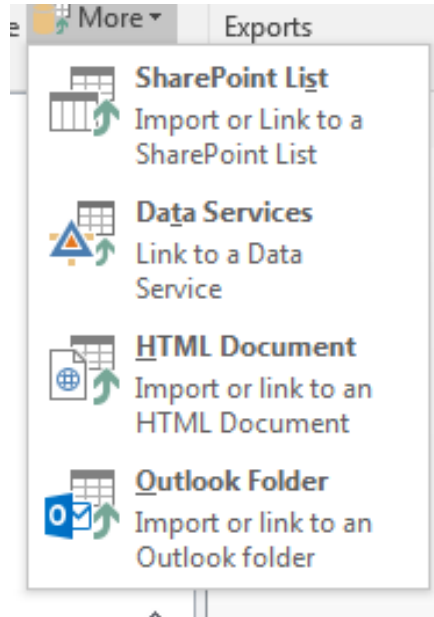 e More Exports
SharePoint List
Import or Link to a
SharePoint List
Data Services
Link to a Data
Service
HTML Document
Import or link to an
HTML Document
Outlook Folder
Import or link to an
Outlook folder